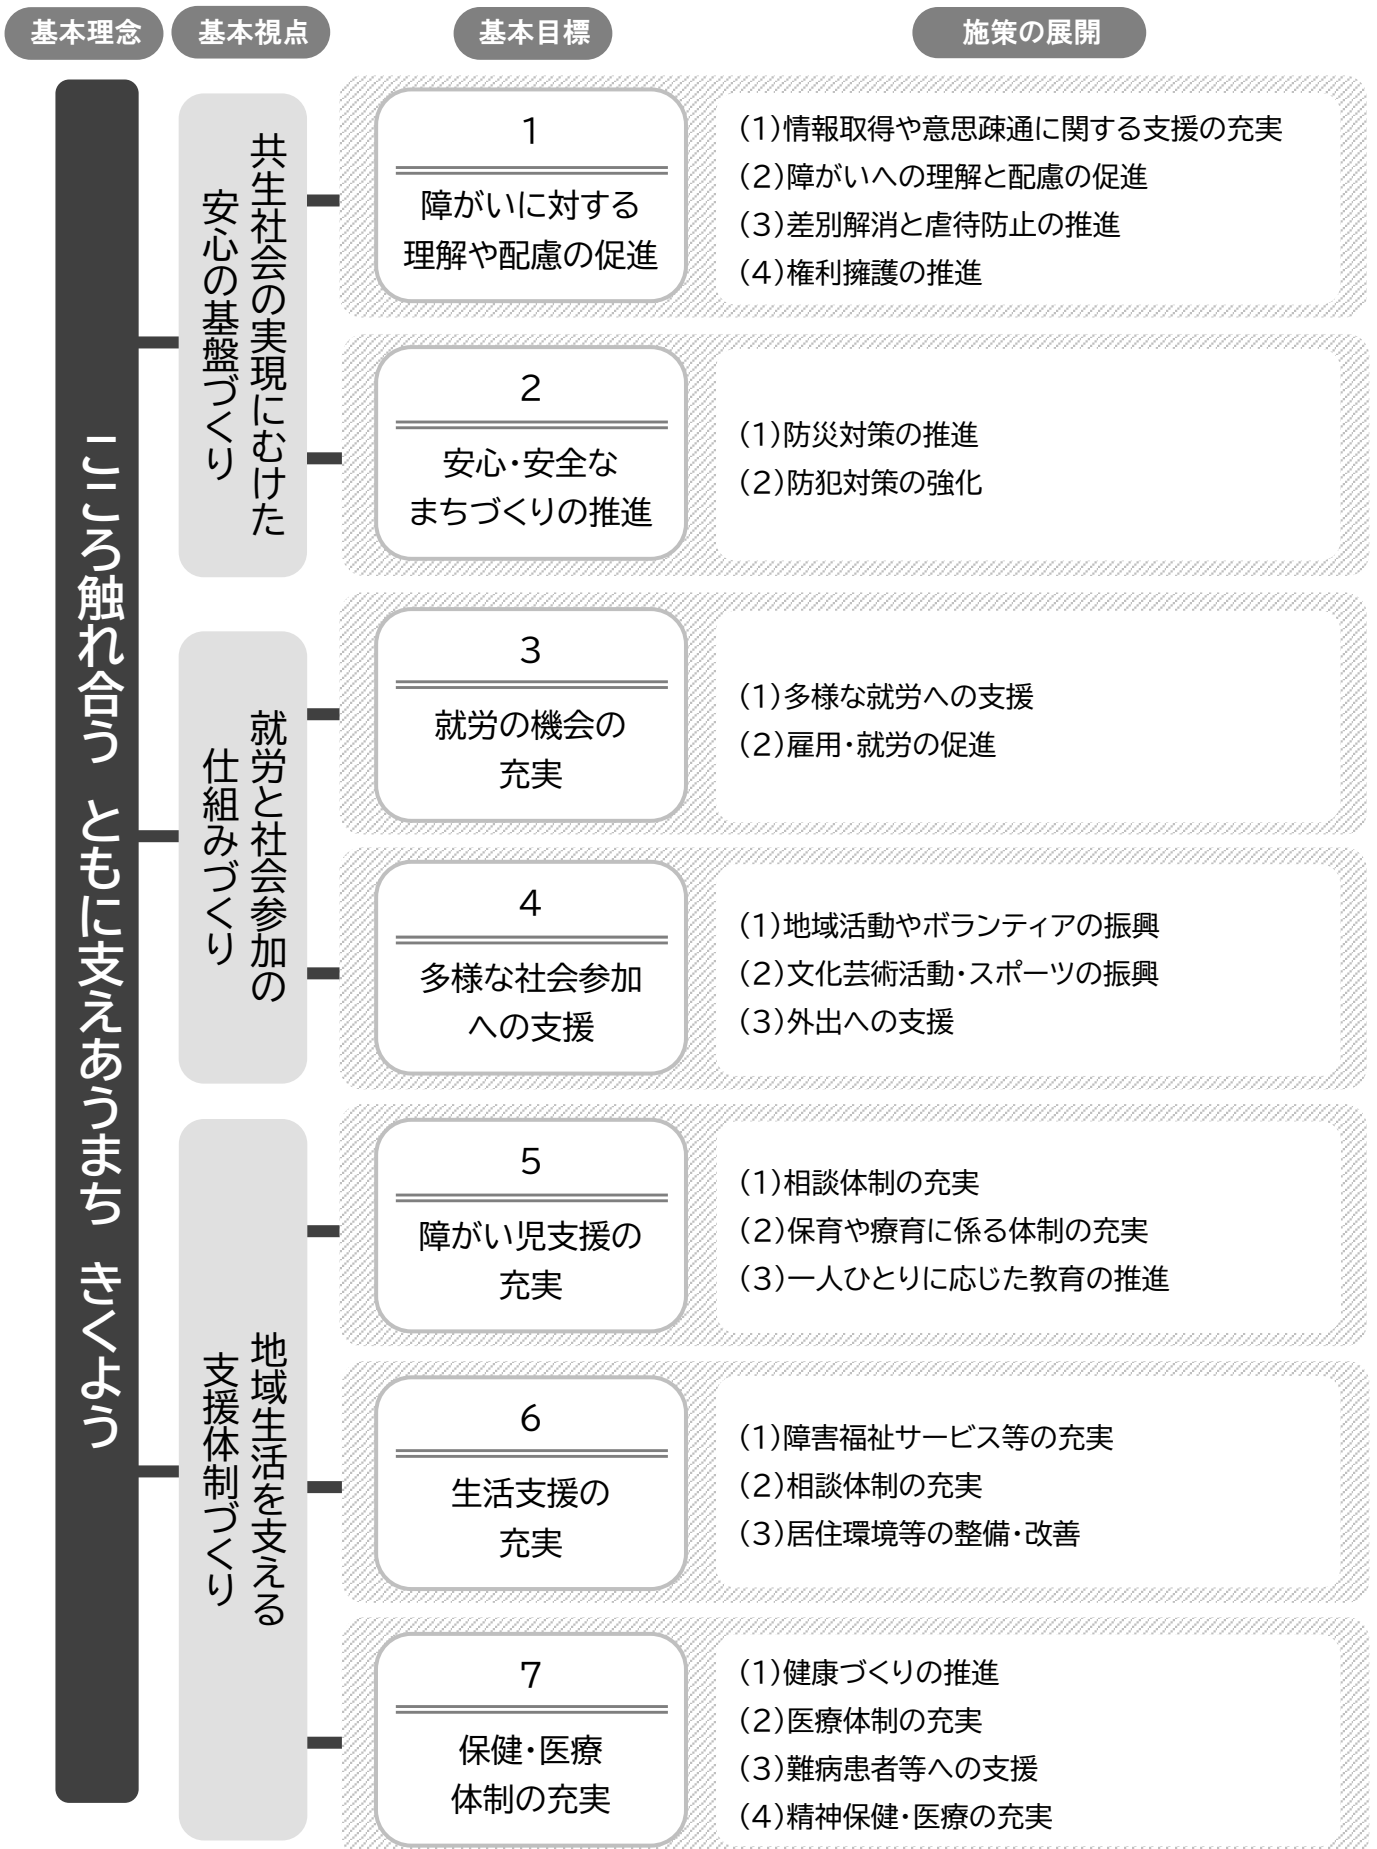 基本理念
基本視点
基本目標
施策の展開
こころ触れ合う ともに支えあうまち きくよう
共生社会の実現にむけた
安心の基盤づくり
1
障がいに対する
理解や配慮の促進
(1)情報取得や意思疎通に関する支援の充実
(2)障がいへの理解と配慮の促進
(3)差別解消と虐待防止の推進
(4)権利擁護の推進
2
安心・安全な
まちづくりの推進
(1)防災対策の推進
(2)防犯対策の強化
就労と社会参加の
仕組みづくり
3
就労の機会の
充実
(1)多様な就労への支援
(2)雇用・就労の促進
4
多様な社会参加
への支援
(1)地域活動やボランティアの振興
(2)文化芸術活動・スポーツの振興
(3)外出への支援
地域生活を支える
支援体制づくり
5
障がい児支援の
充実
(1)相談体制の充実
(2)保育や療育に係る体制の充実
(3)一人ひとりに応じた教育の推進
6
生活支援の
充実
(1)障害福祉サービス等の充実
(2)相談体制の充実
(3)居住環境等の整備・改善
7
保健・医療
体制の充実
(1)健康づくりの推進
(2)医療体制の充実
(3)難病患者等への支援
(4)精神保健・医療の充実